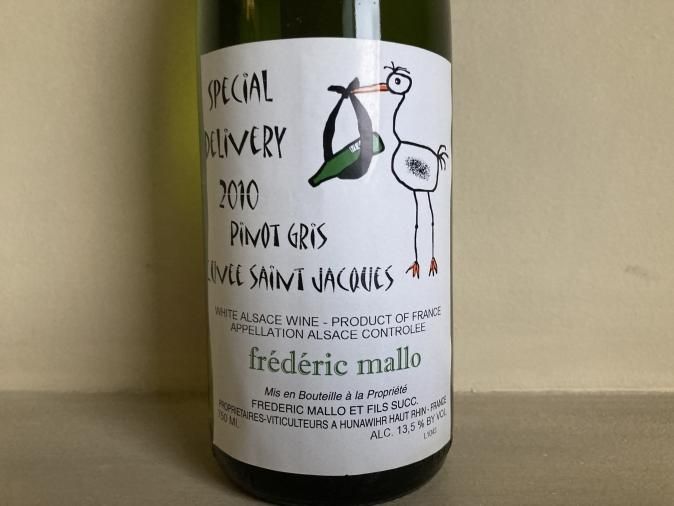 SPECIAL
DELIVERY
2010
PINOT GRIS
CUVEE SAINT JACQUES
WHITE ALSACE WINE - PRODUCT OF FRANCE
APPELLATION ALSACE CONTROLEE
frédéric mallo
Mis en Bouteille à la Propriété
FREDERIC MALLO ET FILS SUCC.
PROPRIETAIRES-VITICULTEURS A HUNAWIHR HAUT RHIN - FRANCE
750 ML ALC. 13,5 % BY VOL